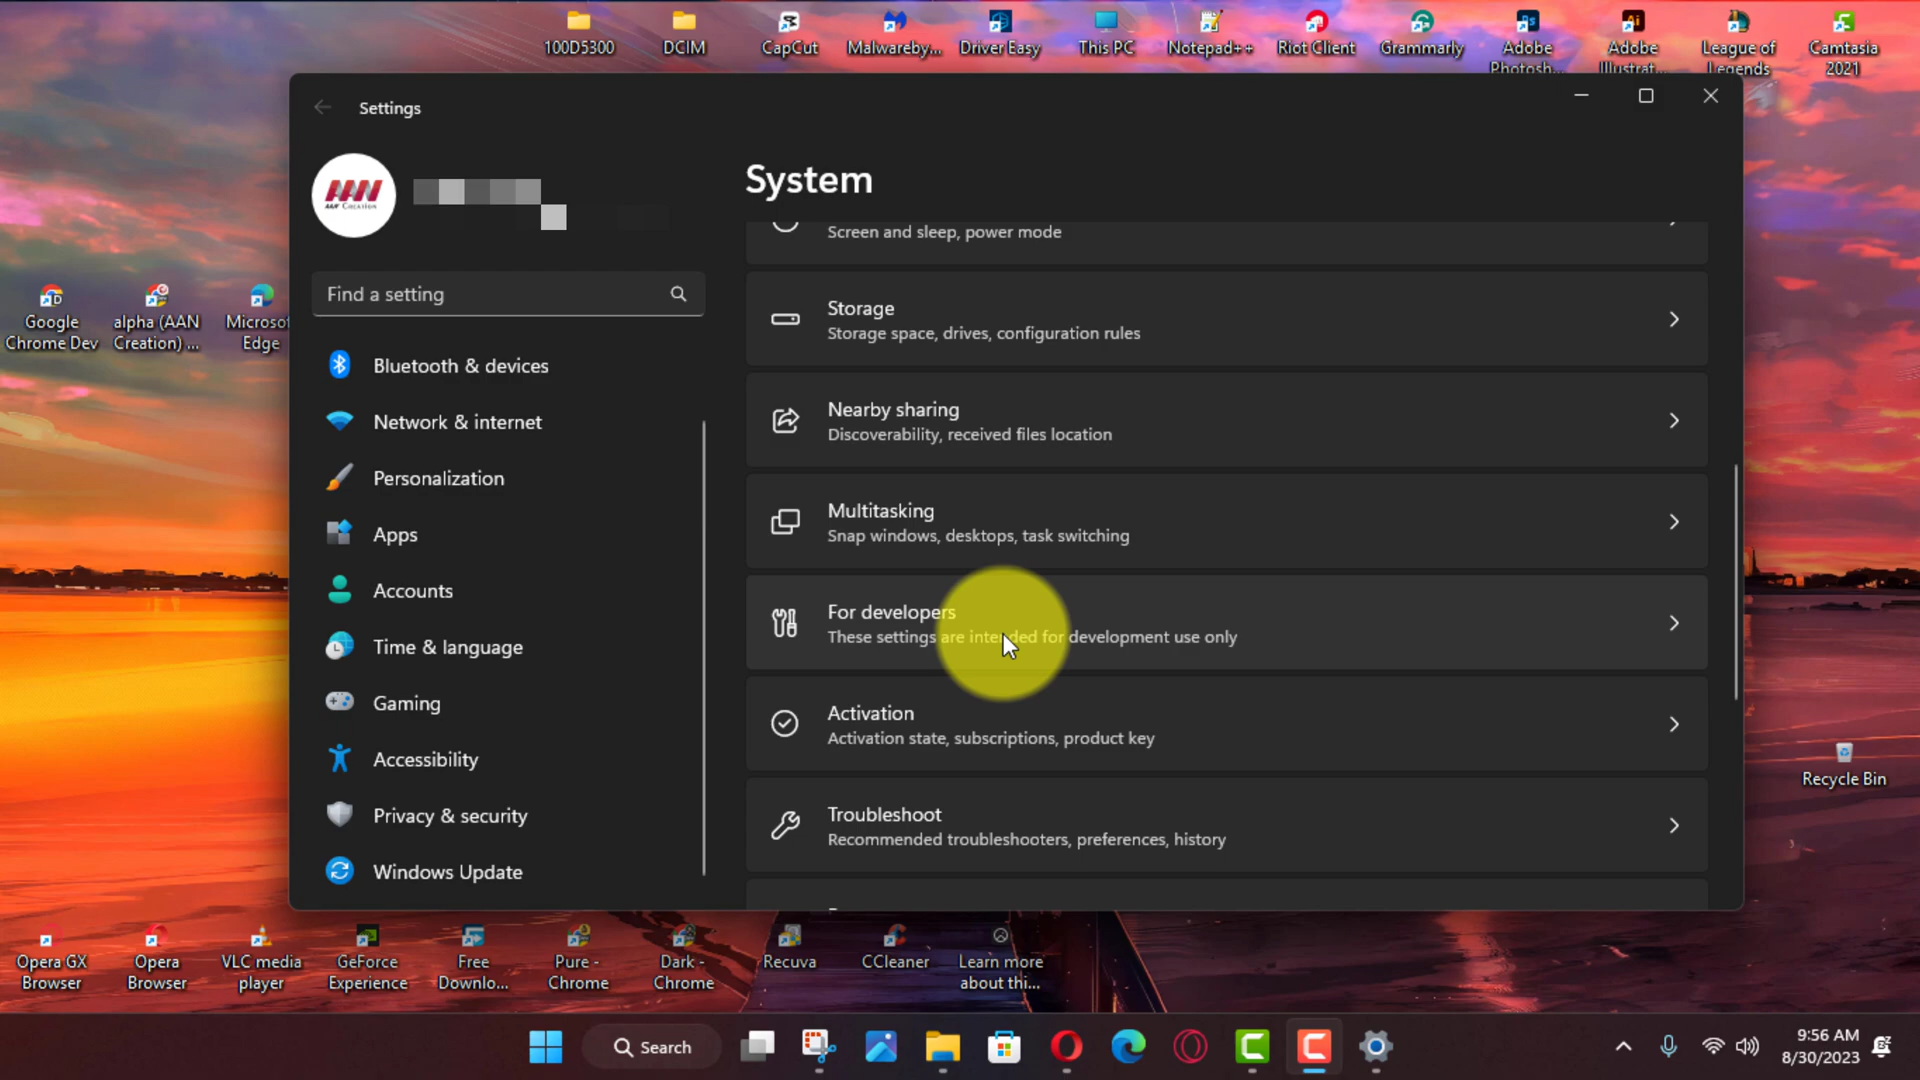 100D5300
DCIM
CapCut
Malwareby...
Driver Easy
This PC
Notepad++
Riot Client
Grammarly
Adobe
Photosh...
Adobe
Illustrat...
League of
Legends
Camtasia
2021
Settings
AAN
Creation
System
Screen and sleep, power mode
Find a setting
Storage
Storage space, drives, configuration rules
Google
Chrome Dev
alpha (AAN
Creation) ...
Microsof
Edge
Bluetooth & devices
Network & internet
Personalization
Apps
Accounts
Time & language
Gaming
Accessibility
Privacy & security
Windows Update
Nearby sharing
Discoverability, received files location
Multitasking
Snap windows, desktops, task switching
For developers
These settings are intended for development use only
Activation
Activation state, subscriptions, product key
Troubleshoot
Recommended troubleshooters, preferences, history
Recycle Bin
Opera GX
Browser
Opera
Browser
VLC media
player
GeForce
Experience
Free
Downlo...
Pure -
Chrome
Dark -
Chrome
Recuva
CCleaner
Learn more
about thi...
Search
9:56 AM
8/30/2023